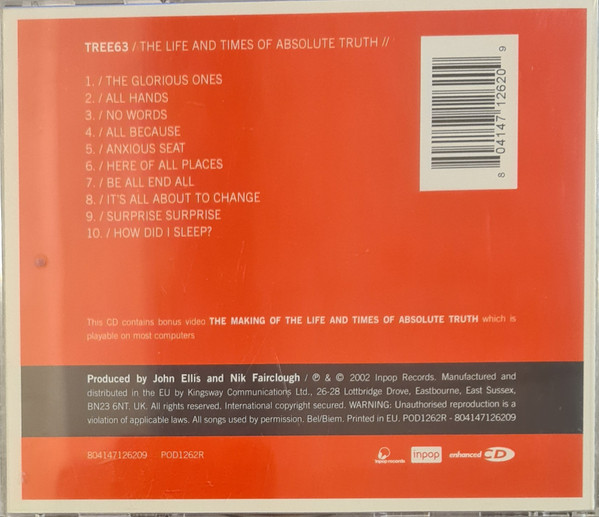 TREE63 / THE LIFE AND TIMES OF ABSOLUTE TRUTH //
1. / THE GLORIOUS ONES
2. / ALL HANDS
3. / NO WORDS
4. / ALL BECAUSE
5. / ANXIOUS SEAT
6. / HERE OF ALL PLACES
7. / BE ALL END ALL
8. / IT'S ALL ABOUT TO CHANGE
9. / SURPRISE SURPRISE
10. / HOW DID I SLEEP?
8 04147 12620 9
This CD contains bonus video THE MAKING OF THE LIFE AND TIMES OF ABSOLUTE TRUTH which is
playable on most computers
Produced by John Ellis and Nik Fairclough / ℗ & © 2002 Inpop Records. Manufactured and
distributed in the EU by Kingsway Communications Ltd., 26-28 Lottbridge Drove, Eastbourne, East Sussex,
BN23 6NT. UK. All rights reserved. International copyright secured. WARNING: Unauthorised reproduction is a
violation of applicable laws. All songs used by permission. Bel/Biem. Printed in EU. POD1262R - 804147126209
804147126209 POD1262R
inpop records
inpop
enhanced CD